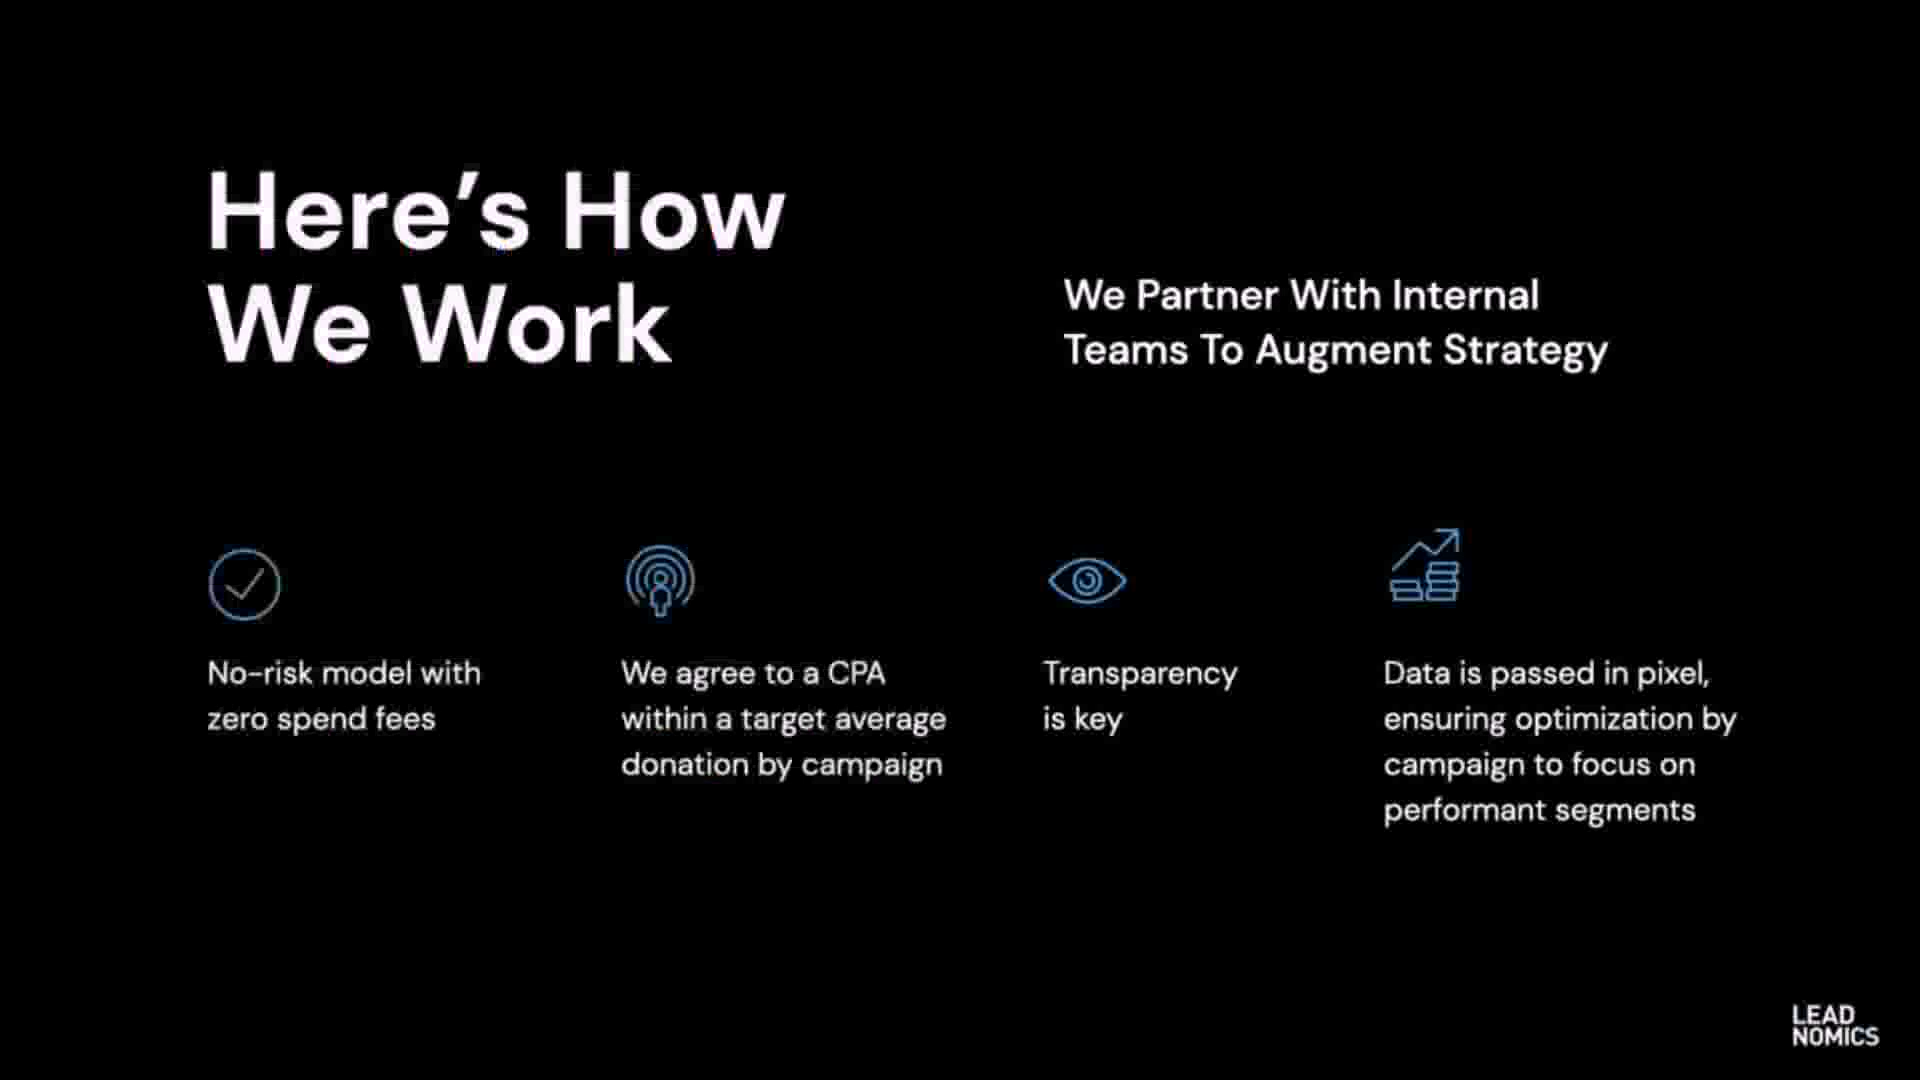 Here's How
We Work
We Partner With Internal
Teams To Augment Strategy
No-risk model with
zero spend fees
We agree to a CPA
within a target average
donation by campaign
Transparency
is key
Data is passed in pixel,
ensuring optimization by
campaign to focus on
performant segments
LEAD
NOMICS